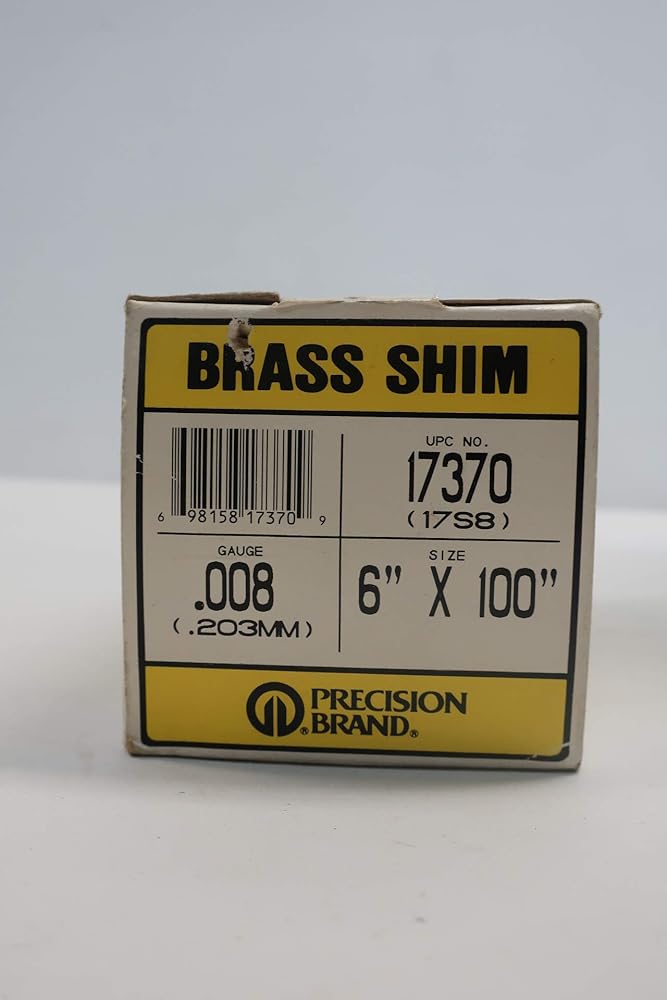 BRASS SHIM
6 98158 17370 9
UPC NO.
17370
(17S8)
GAUGE
.008
(.203MM)
SIZE
6" X 100"
PRECISION
BRAND®
®